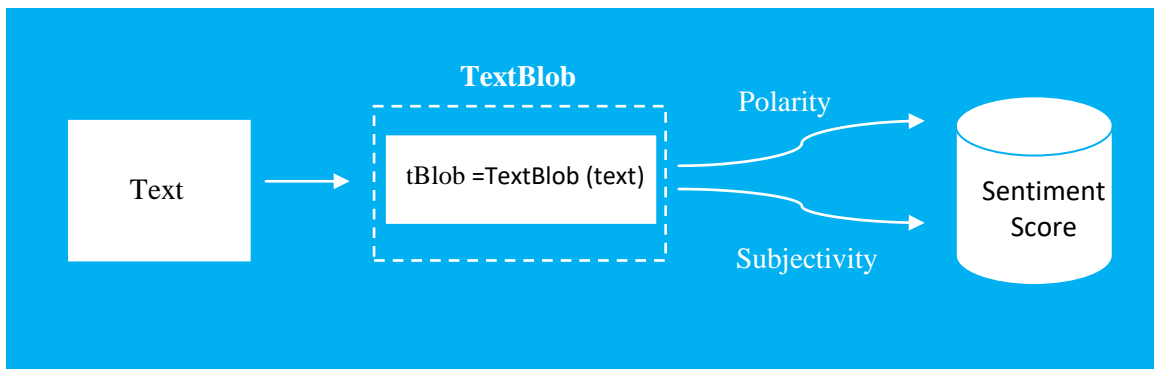 TextBlob
Text
tBlob =TextBlob (text)
Polarity
Subjectivity
Sentiment
Score